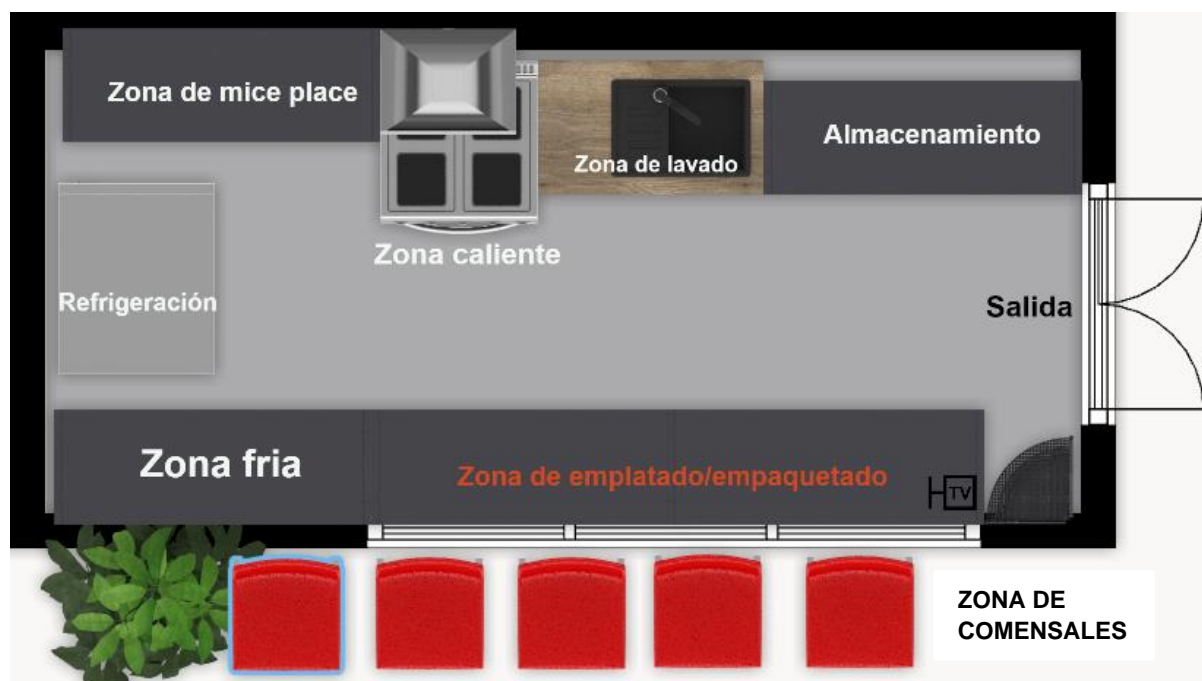 Zona de mice place
Almacenamiento
Zona de lavado
Zona caliente
Refrigeración
Salida
Zona fria
Zona de emplatado/empaquetado
TV
ZONA DE
COMENSALES